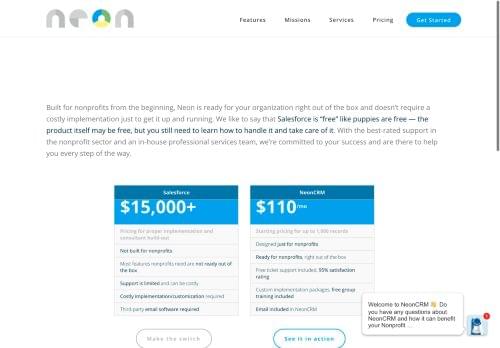 neon
Features Missions Services Pricing Get Started
Built for nonprofits from the beginning, Neon is ready for your organization right out of the box and doesn't require a
costly implementation just to get it up and running. We like to say that Salesforce is "free" like puppies are free — the
product itself may be free, but you still need to learn how to handle it and take care of it. With the best-rated support in
the nonprofit sector and an in-house professional services team, we're committed to your success and are there to help
you every step of the way.
Salesforce
$15,000+
Pricing for proper implementation and
consultant build-out
Not built for nonprofits
Most features nonprofits need are not ready out of
the box
Support is limited and can be costly
Costly implementation/customization required
Third-party email software required
Make the switch
NeonCRM
$110/mo
Starting pricing for up to 1,000 records
Designed just for nonprofits
Ready for nonprofits, right out of the box
Free ticket support included, 95% satisfaction
rating
Custom implementation packages, free group
training included
Email included in NeonCRM
See it in action
Welcome to NeonCRM 👋 Do
you have any questions about
NeonCRM and how it can benefit
your Nonprofit ...
1